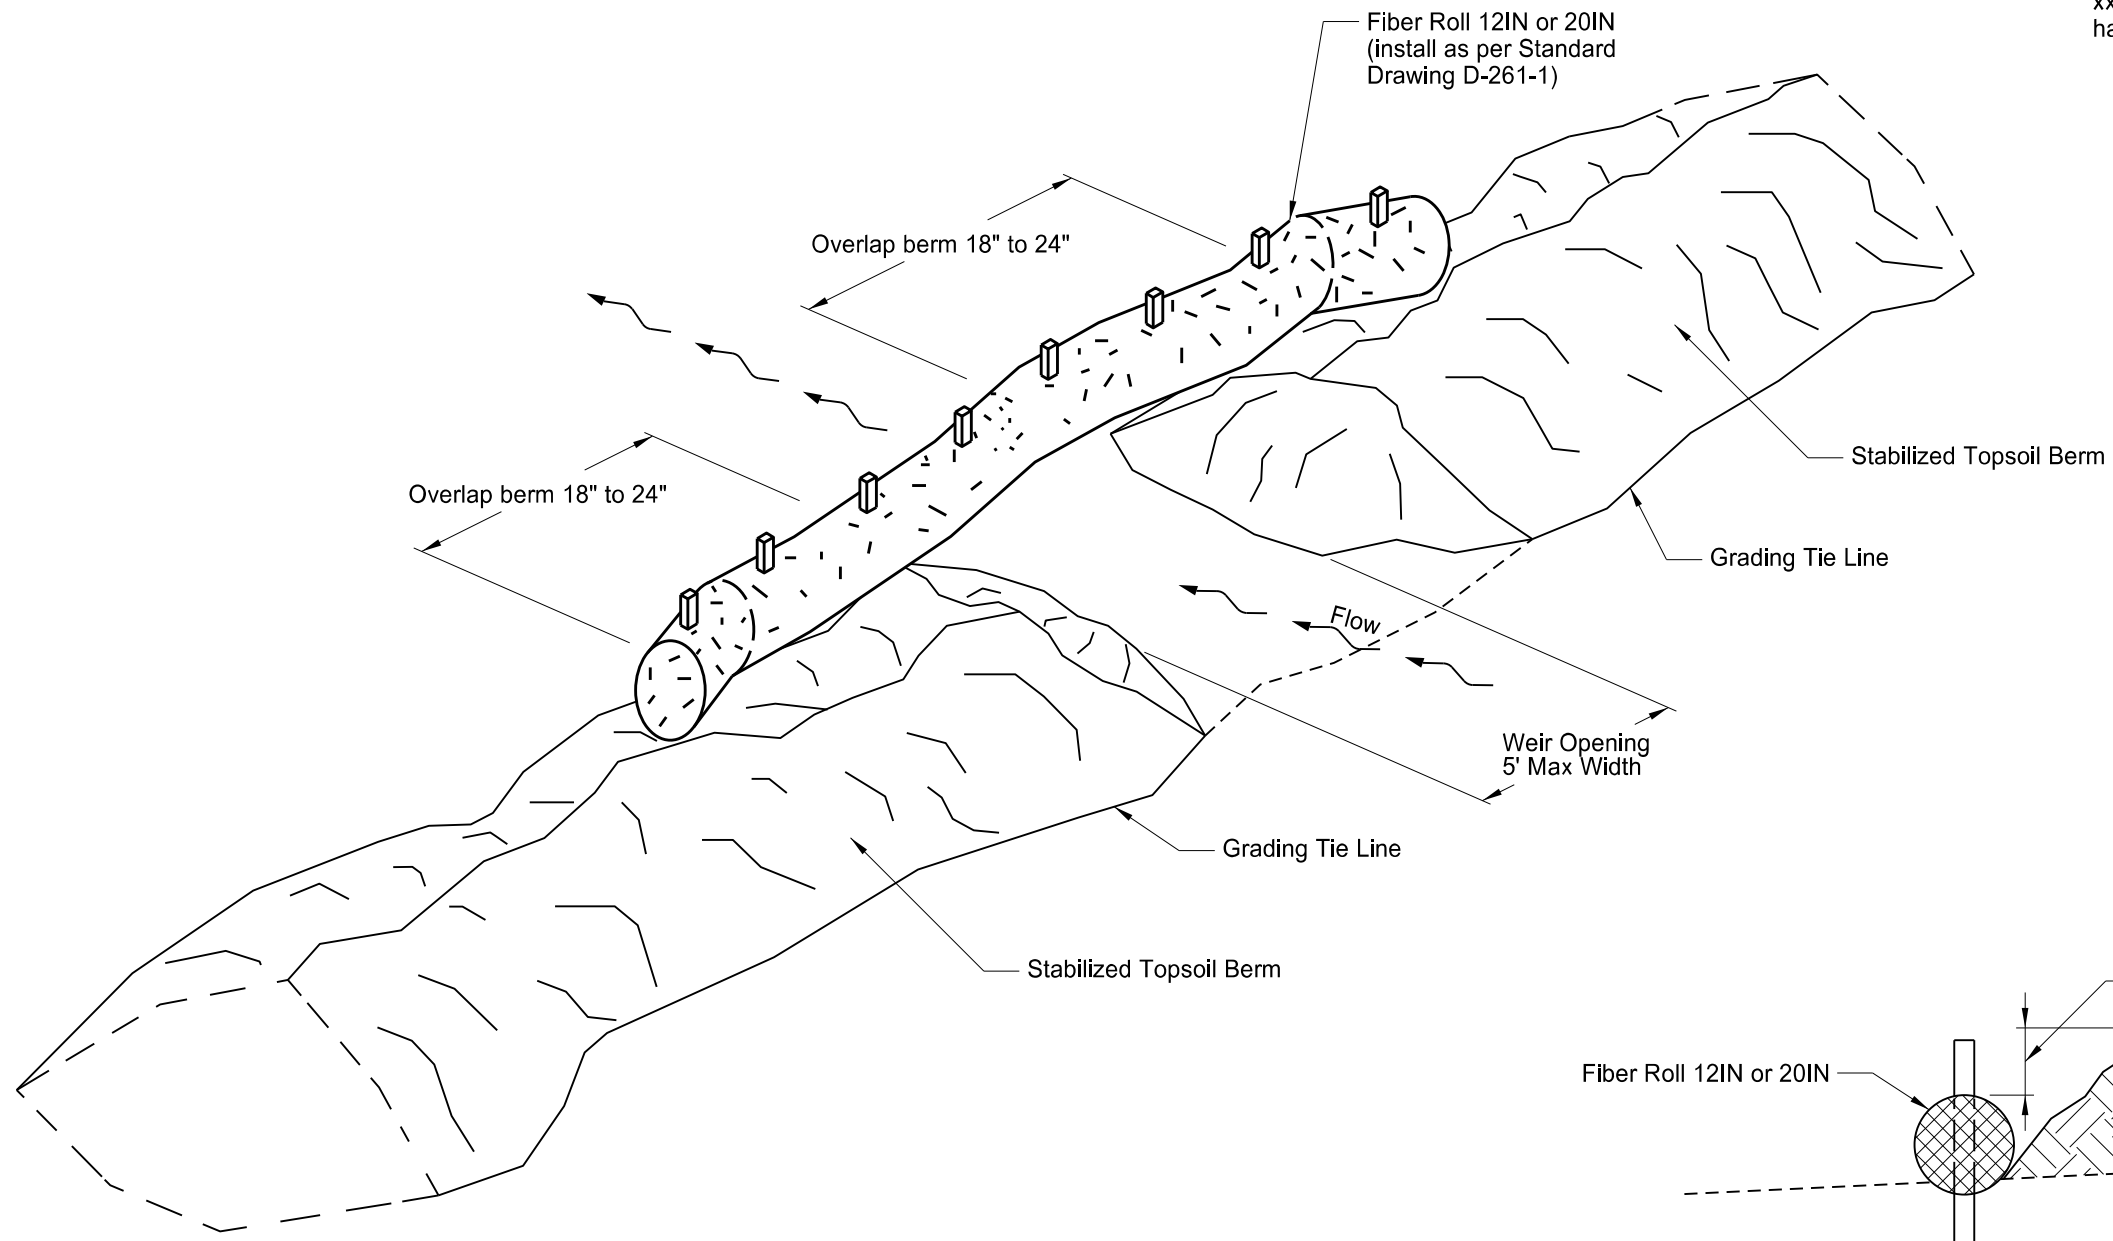 Fiber Roll 12IN or 20IN
(install as per Standard
Drawing D-261-1)
Overlap berm 18" to 24"
Overlap berm 18" to 24"
Stabilized Topsoil Berm
Grading Tie Line
Flow
Weir Opening
5' Max Width
Grading Tie Line
Stabilized Topsoil Berm
Fiber Roll 12IN or 20IN